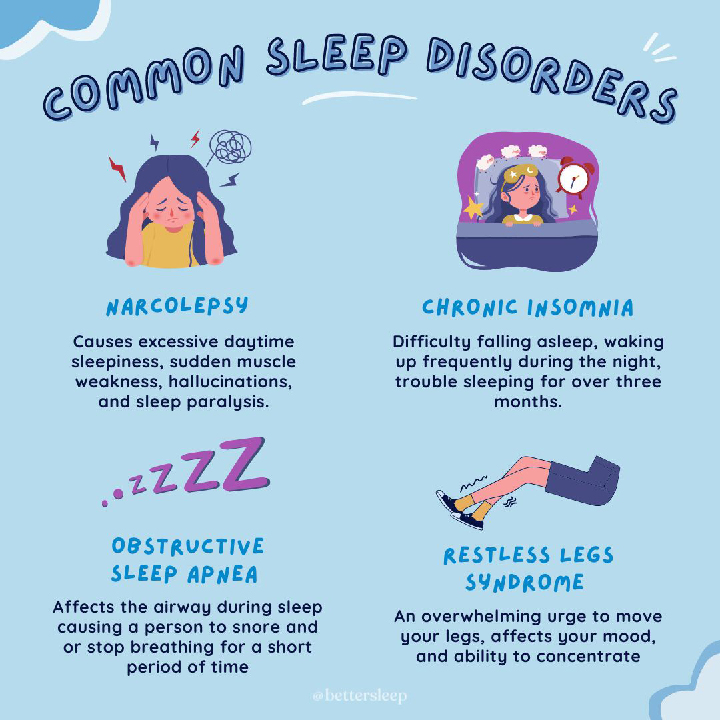 COMMON SLEEP DISORDERS
NARCOLEPSY
Causes excessive daytime
sleepiness, sudden muscle
weakness, hallucinations,
and sleep paralysis.
CHRONIC INSOMNIA
Difficulty falling asleep, waking
up frequently during the night,
trouble sleeping for over three
months.
..zzZZZ
OBSTRUCTIVE
SLEEP APNEA
Affects the airway during sleep
causing a person to snore and
or stop breathing for a short
period of time
RESTLESS LEGS
SYNDROME
An overwhelming urge to move
your legs, affects your mood,
and ability to concentrate
@bettersleep